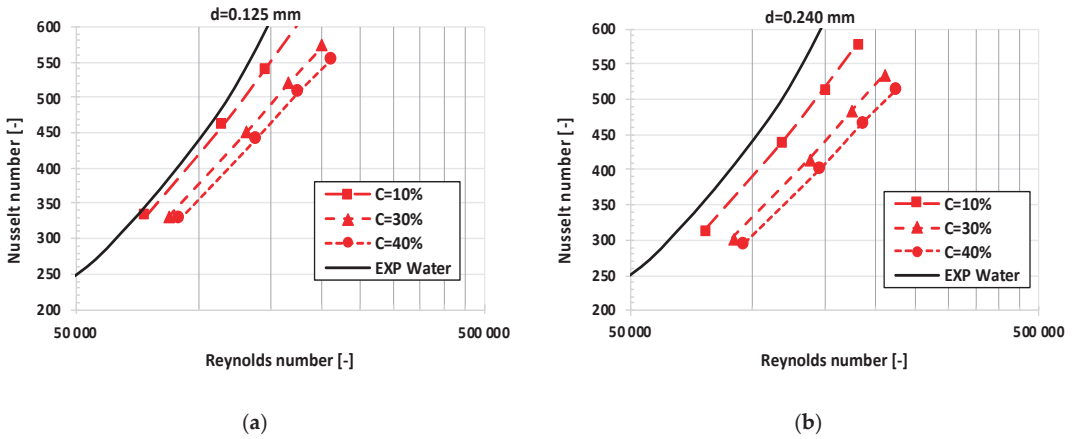 d=0.125 mm
600
550
500
450
400
350
300
250
200
Nusselt number [-]
C=10%
C=30%
C=40%
EXP Water
50 000
500 000
Reynolds number [-]
(a)
d=0.240 mm
600
550
500
450
400
350
300
250
200
Nusselt number [-]
C=10%
C=30%
C=40%
EXP Water
50 000
500 000
Reynolds number [-]
(b)